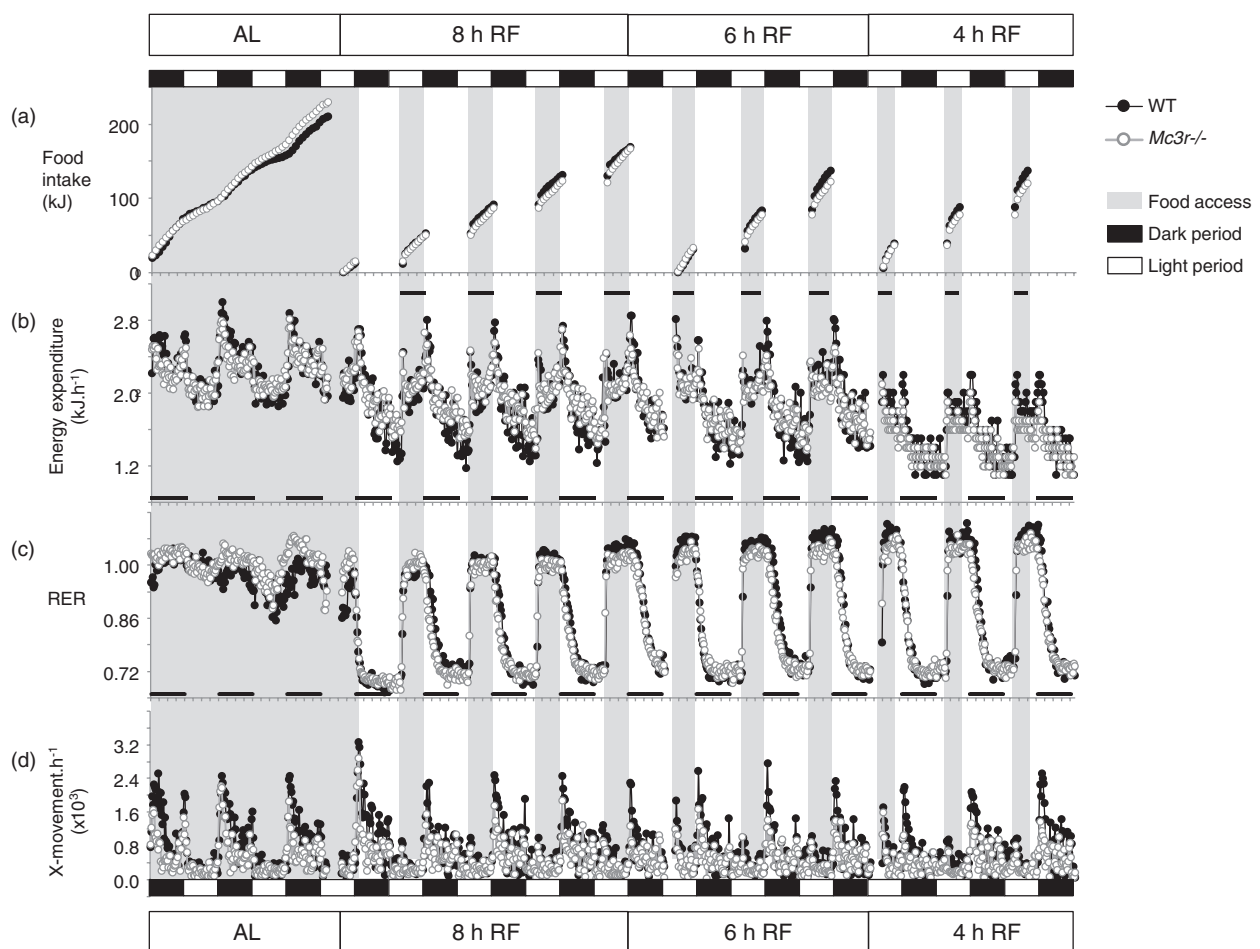 AL 8 h RF 6 h RF 4 h RF
(a)
Food
intake
(kJ)
200
100
0
WT
Mc3r-/-
Food access
Dark period
Light period
(b)
Energy expenditure
(kJ.h⁻¹)
2.8
2.0
1.2
(c)
RER
1.00
0.86
0.72
(d)
X-movement.h⁻¹
(x10³)
3.2
2.4
1.6
0.8
0.0
AL 8 h RF 6 h RF 4 h RF